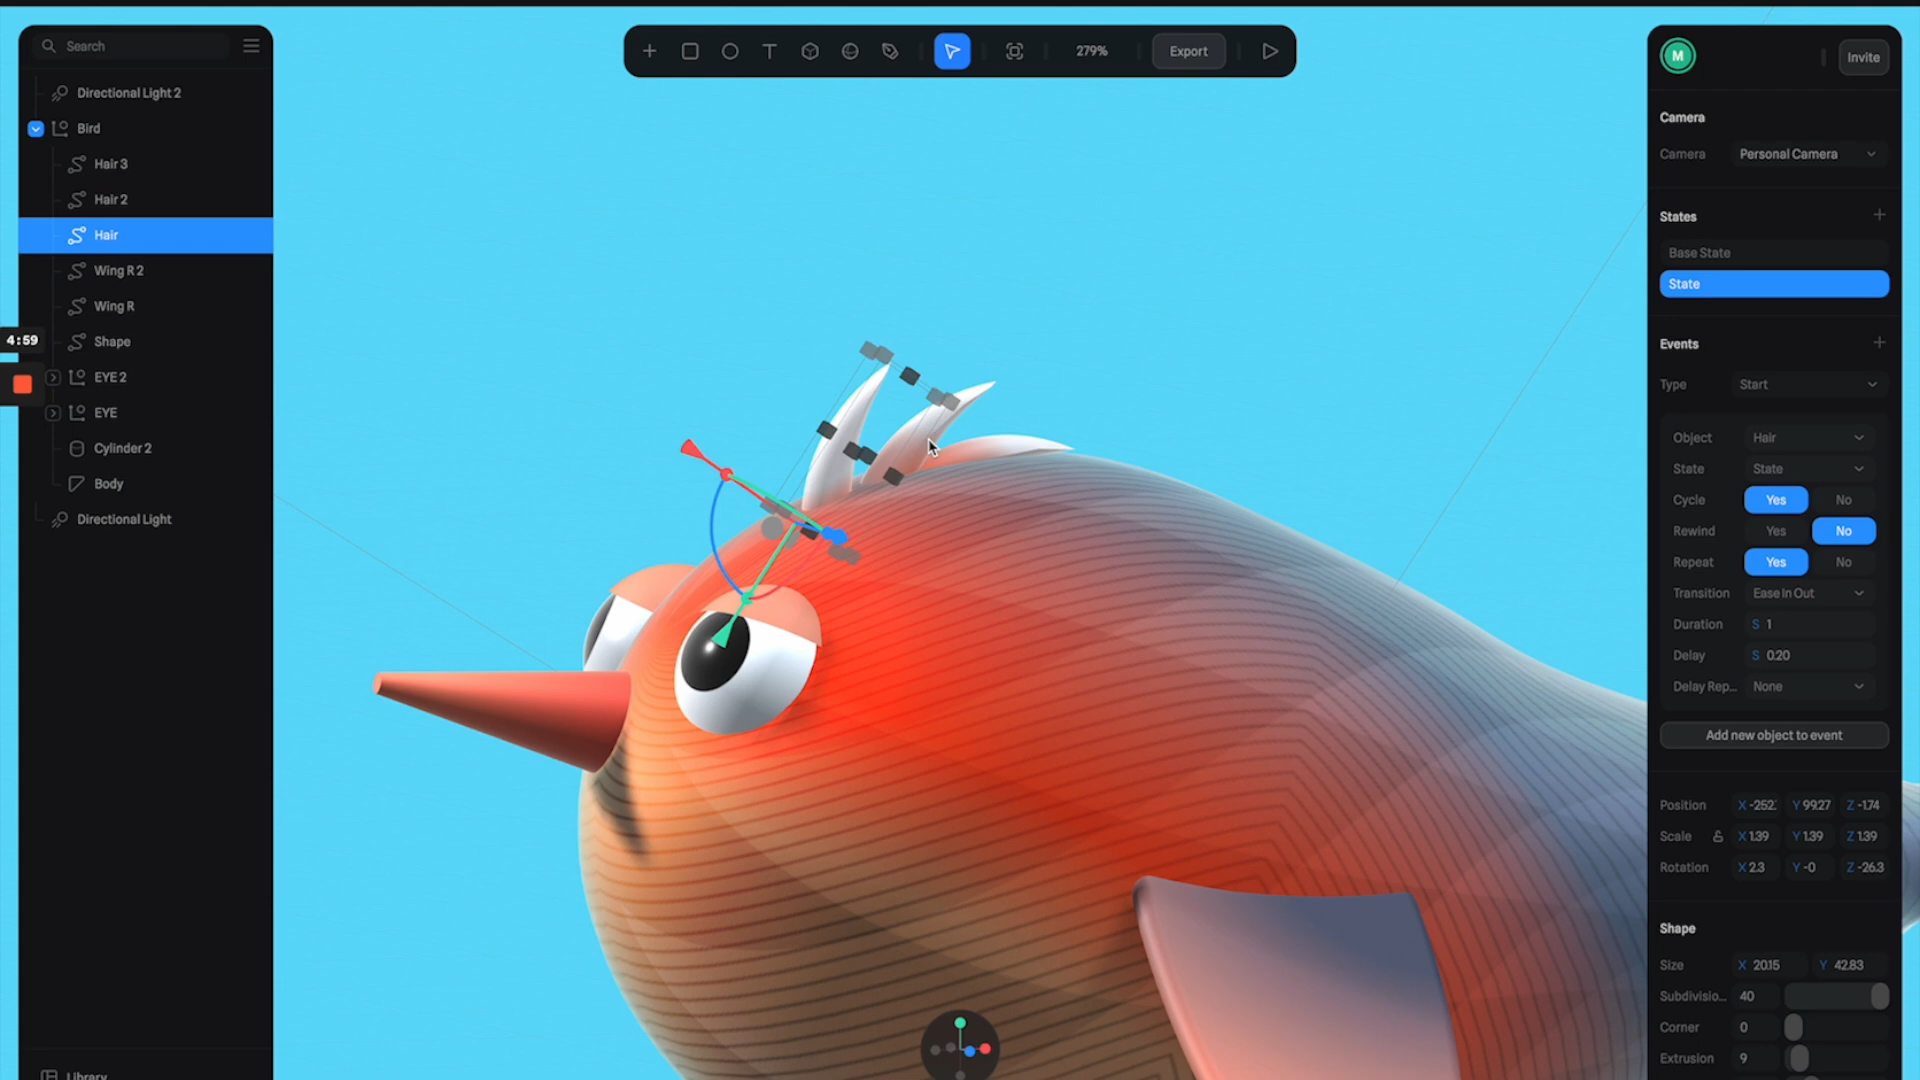 Search
Directional Light 2
Bird
Hair 3
Hair 2
Hair
Wing R 2
Wing R
Shape
EYE 2
EYE
Cylinder 2
Body
Directional Light
Library
4:59
279%
Export
M
Invite
Camera
Camera Personal Camera
States
Base State
State
Events
Type Start
Object Hair
State State
Cycle Yes No
Rewind Yes No
Repeat Yes No
Transition Ease In Out
Duration S 1
Delay S 0.20
Delay Rep... None
Add new object to event
Position X -252. Y 99.27 Z -1.74
Scale X 1.39 Y 1.39 Z 1.39
Rotation X 2.3 Y -0 Z -26.3
Shape
Size X 20.15 Y 42.83
Subdivisio... 40
Corner 0
Extrusion 9